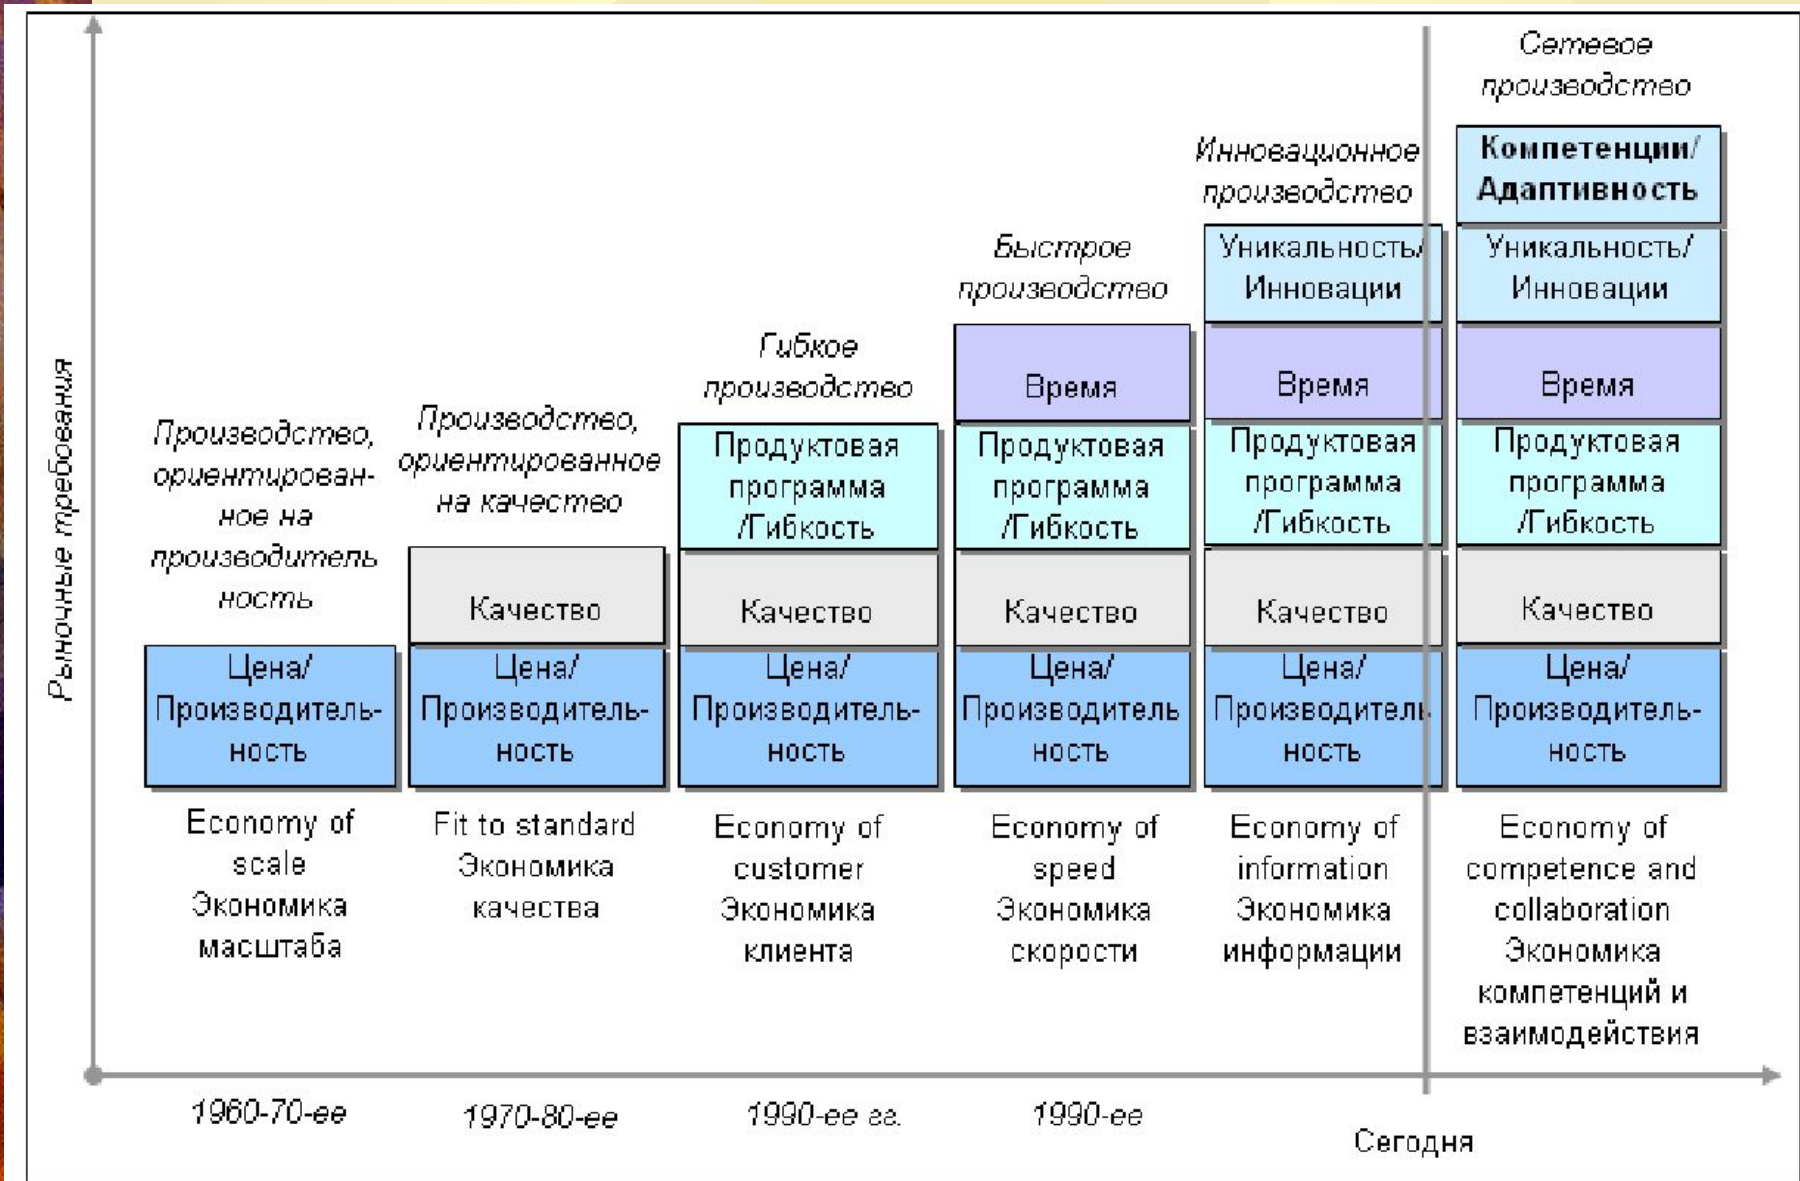 Рыночные требования
Производство,
ориентирован-
ное на
производитель
ность
Цена/
Производитель-
ность
Economy of
scale
Экономика
масштаба
1960-70-ее
Производство,
ориентированное
на качество
Качество
Цена/
Производитель-
ность
Fit to standard
Экономика
качества
1970-80-ее
Гибкое
производство
Продуктовая
программа
/Гибкость
Качество
Цена/
Производитель-
ность
Economy of
customer
Экономика
клиента
1990-ее гг.
Быстрое
производство
Время
Продуктовая
программа
/Гибкость
Качество
Цена/
Производитель
ность
Economy of
speed
Экономика
скорости
1990-ее
Инновационное
производство
Уникальность/
Инновации
Время
Продуктовая
программа
/Гибкость
Качество
Цена/
Производитель
ность
Economy of
information
Экономика
информации
Сетевое
производство
Компетенции/
Адаптивность
Уникальность/
Инновации
Время
Продуктовая
программа
/Гибкость
Качество
Цена/
Производитель-
ность
Economy of
competence and
collaboration
Экономика
компетенций и
взаимодействия
Сегодня